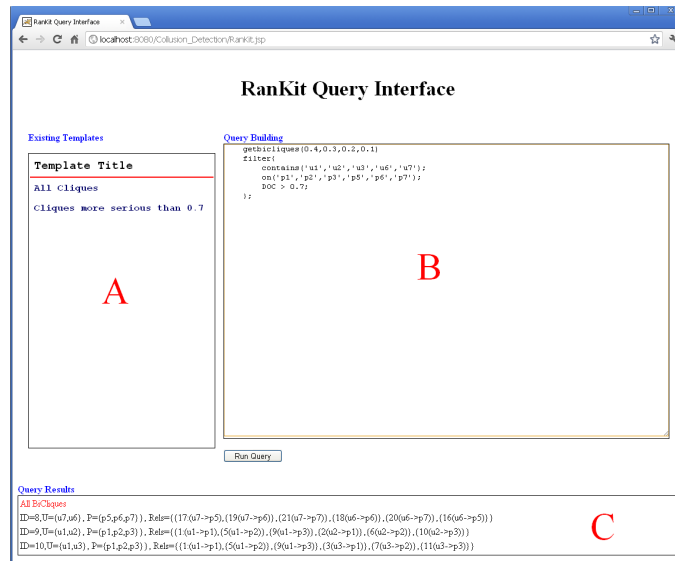 RanKit Query Interface
localhost:8080/Collusion_Detection/RanKit.jsp
RanKit Query Interface
Existing Templates
Template Title
All Cliques
Cliques more serious than 0.7
A
Query Building
getbicliques(0.4,0.3,0.2,0.1)
filter(
contains('u1','u2','u3','u6','u7');
on('p1','p2','p3','p5','p6','p7');
DOC > 0.7;
);
B
Run Query
Query Results
All BiCliques
ID=8,U={u7,u6}, P={p5,p6,p7}}, Rels={{17:(u7->p5),(19(u7->p6)),(21(u7->p7)),(18(u6->p6)),(20(u6->p7)),(16(u6->p5))}
ID=9,U={u1,u2}, P={p1,p2,p3}}, Rels={{1:(u1->p1),(5(u1->p2)),(9(u1->p3)),(2(u2->p1)),(6(u2->p2)),(10(u2->p3))}
ID=10,U={u1,u3}, P={p1,p2,p3}}, Rels={{1:(u1->p1),(5(u1->p2)),(9(u1->p3)),(3(u3->p1)),(7(u3->p2)),(11(u3->p3))}
C